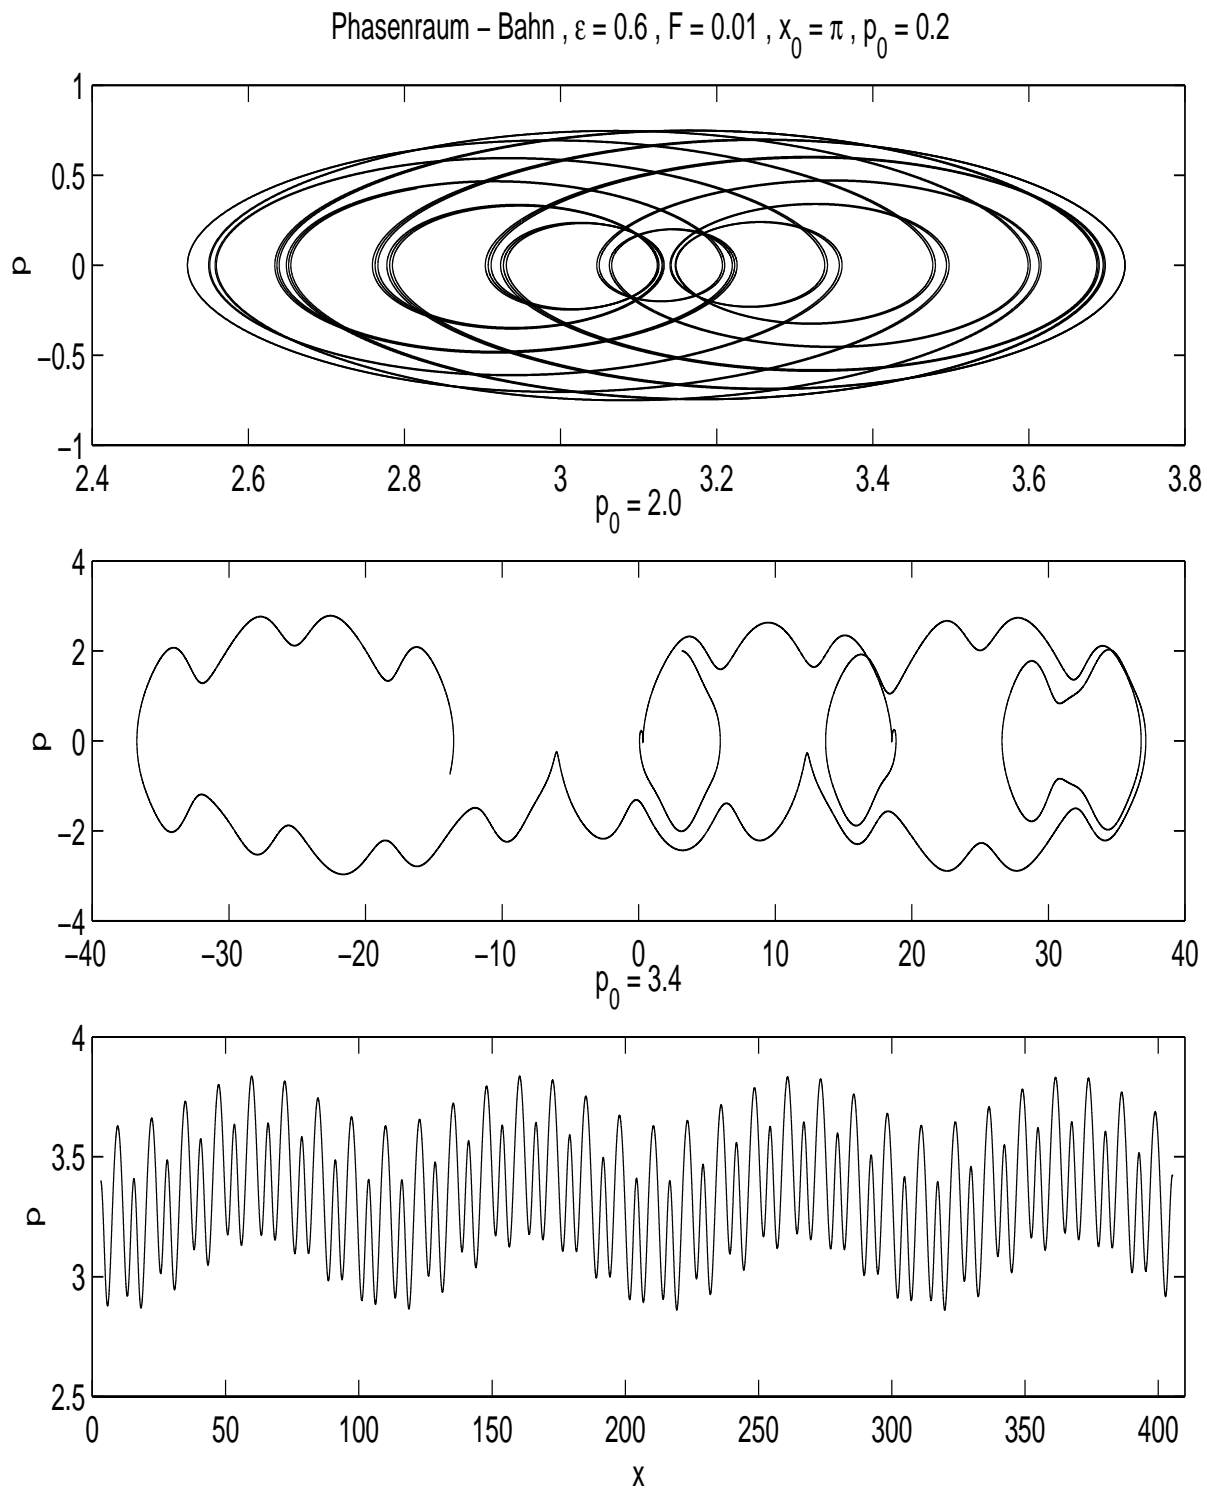 Phasenraum – Bahn , ε = 0.6 , F = 0.01 , x₀ = π , p₀ = 0.2
1
0.5
0
−0.5
−1
p
2.4 2.6 2.8 3 3.2 3.4 3.6 3.8
p₀ = 2.0
4
2
0
−2
−4
p
−40 −30 −20 −10 0 10 20 30 40
p₀ = 3.4
4
3.5
3
2.5
p
0 50 100 150 200 250 300 350 400
x